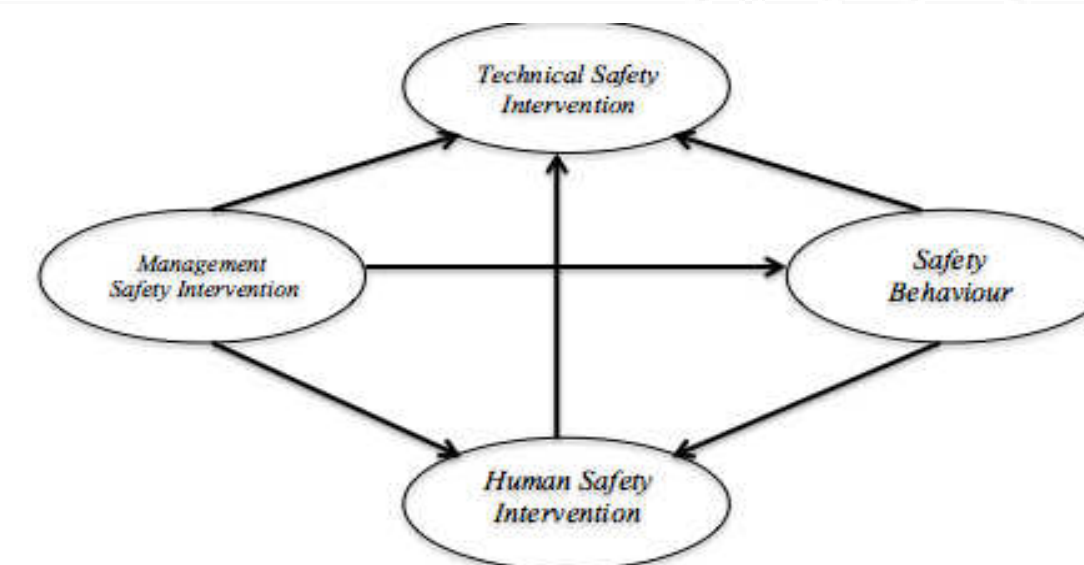 Technical Safety
Intervention
Management
Safety Intervention
Safety
Behaviour
Human Safety
Intervention